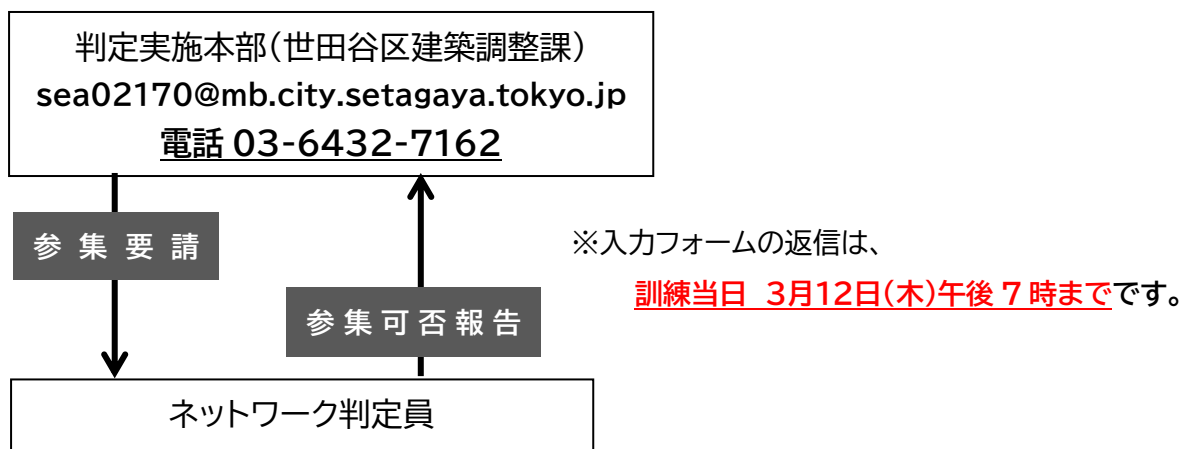 判定実施本部(世田谷区建築調整課)
sea02170@mb.city.setagaya.tokyo.jp
電話 03-6432-7162
参集要請
※入力フォームの返信は、
訓練当日 3月12日(木)午後7時までです。
参集可否報告
ネットワーク判定員